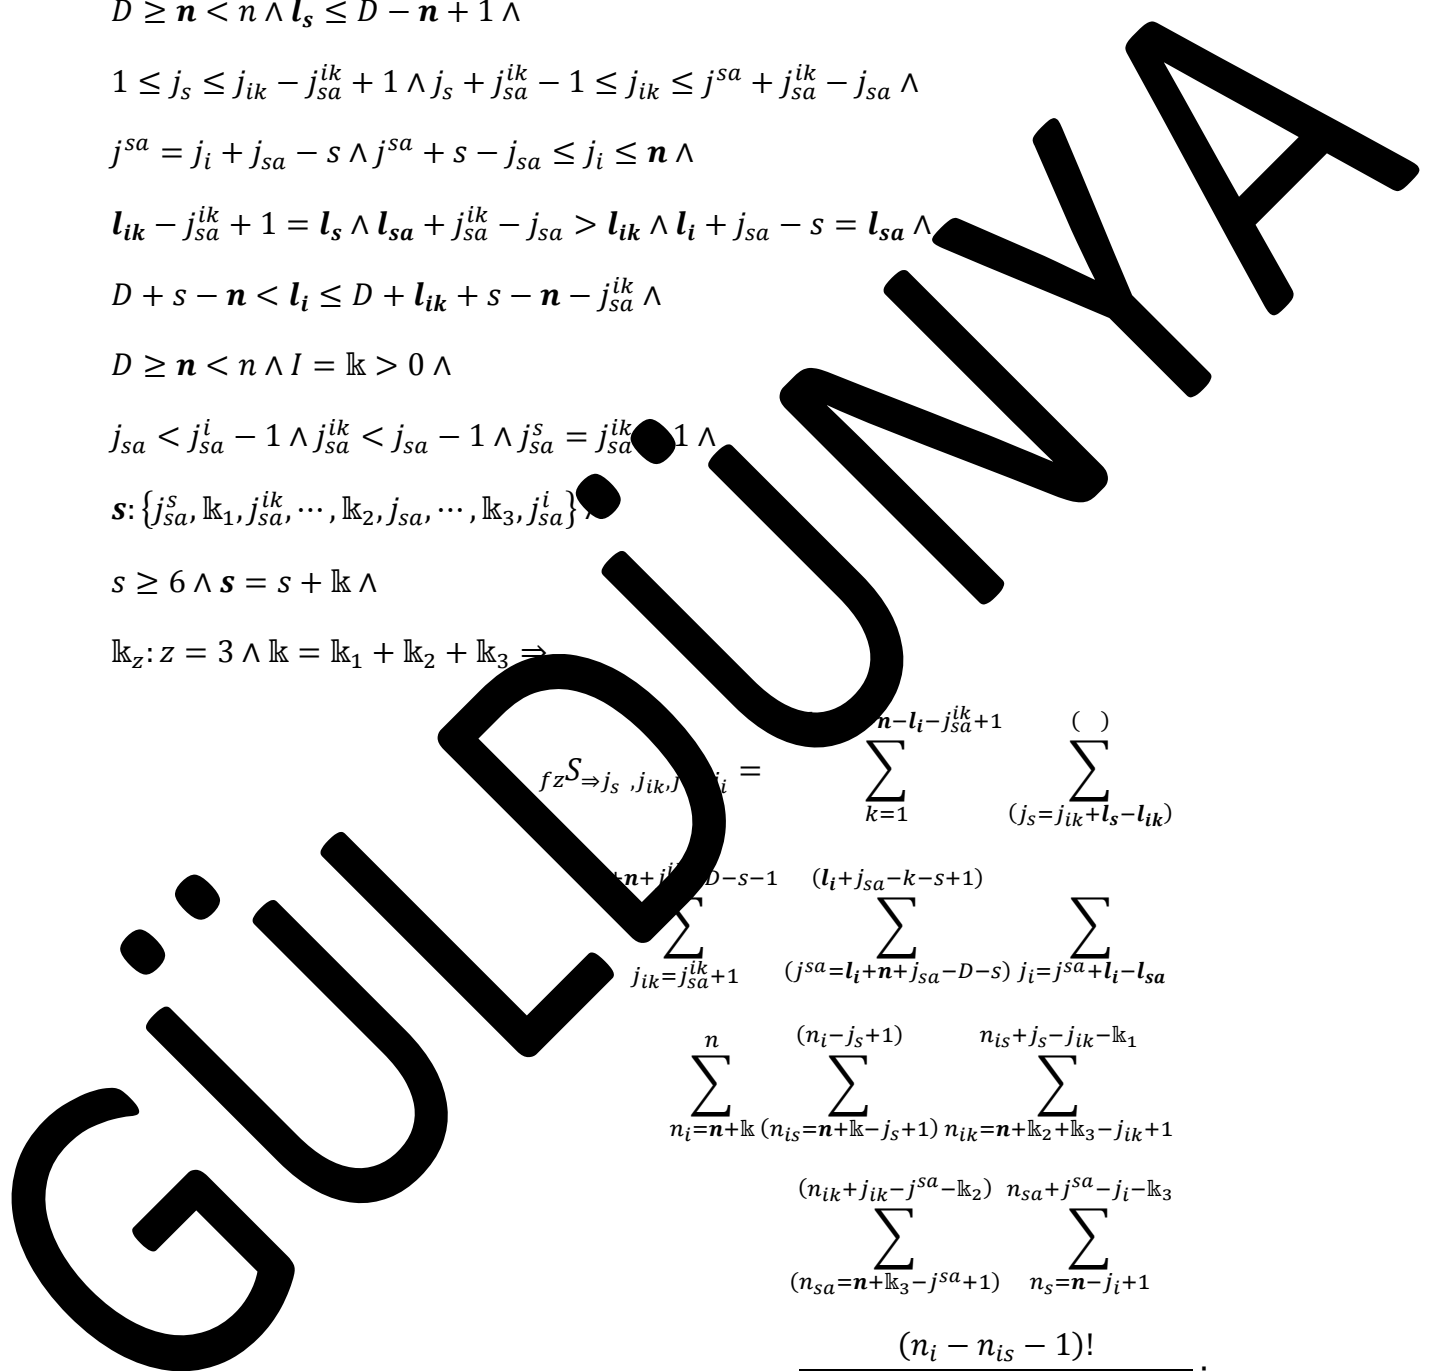 D ≥ n < n ∧ l_s ≤ D − n + 1 ∧
1 ≤ j_s ≤ j_{ik} − j_{sa}^{ik} + 1 ∧ j_s + j_{sa}^{ik} − 1 ≤ j_{ik} ≤ j^{sa} + j_{sa}^{ik} − j_{sa} ∧
j^{sa} = j_i + j_{sa} − s ∧ j^{sa} + s − j_{sa} ≤ j_i ≤ n ∧
l_{ik} − j_{sa}^{ik} + 1 = l_s ∧ l_{sa} + j_{sa}^{ik} − j_{sa} > l_{ik} ∧ l_i + j_{sa} − s = l_{sa} ∧
D + s − n < l_i ≤ D + l_{ik} + s − n − j_{sa}^{ik} ∧
D ≥ n < n ∧ I = 𝕜 > 0 ∧
j_{sa} < j_{sa}^{i} − 1 ∧ j_{sa}^{ik} < j_{sa} − 1 ∧ j_{sa}^{s} = j_{sa}^{ik} 1 ∧
s: {j_{sa}^{s}, 𝕜_1, j_{sa}^{ik}, ⋯, 𝕜_2, j_{sa}, ⋯, 𝕜_3, j_{sa}^{i}} ∧
s ≥ 6 ∧ s = s + 𝕜 ∧
𝕜_z: z = 3 ∧ 𝕜 = 𝕜_1 + 𝕜_2 + 𝕜_3 ⇒
n−l_i−j_{sa}^{ik}+1 ( )
_{fz}S_{⇒j_s ,j_{ik},j i} = ∑ ∑
k=1 (j_s=j_{ik}+l_s−l_{ik})
+n+j D−s−1 (l_i+j_{sa}−k−s+1)
∑ ∑ ∑
j_{ik}=j_{sa}^{ik}+1 (j^{sa}=l_i+n+j_{sa}−D−s) j_i=j^{sa}+l_i−l_{sa}
n (n_i−j_s+1) n_{is}+j_s−j_{ik}−𝕜_1
∑ ∑ ∑
n_i=n+𝕜 (n_{is}=n+𝕜−j_s+1) n_{ik}=n+𝕜_2+𝕜_3−j_{ik}+1
(n_{ik}+j_{ik}−j^{sa}−𝕜_2) n_{sa}+j^{sa}−j_i−𝕜_3
∑ ∑
(n_{sa}=n+𝕜_3−j^{sa}+1) n_s=n−j_i+1
(n_i − n_{is} − 1)!
GÜLDÜNYA